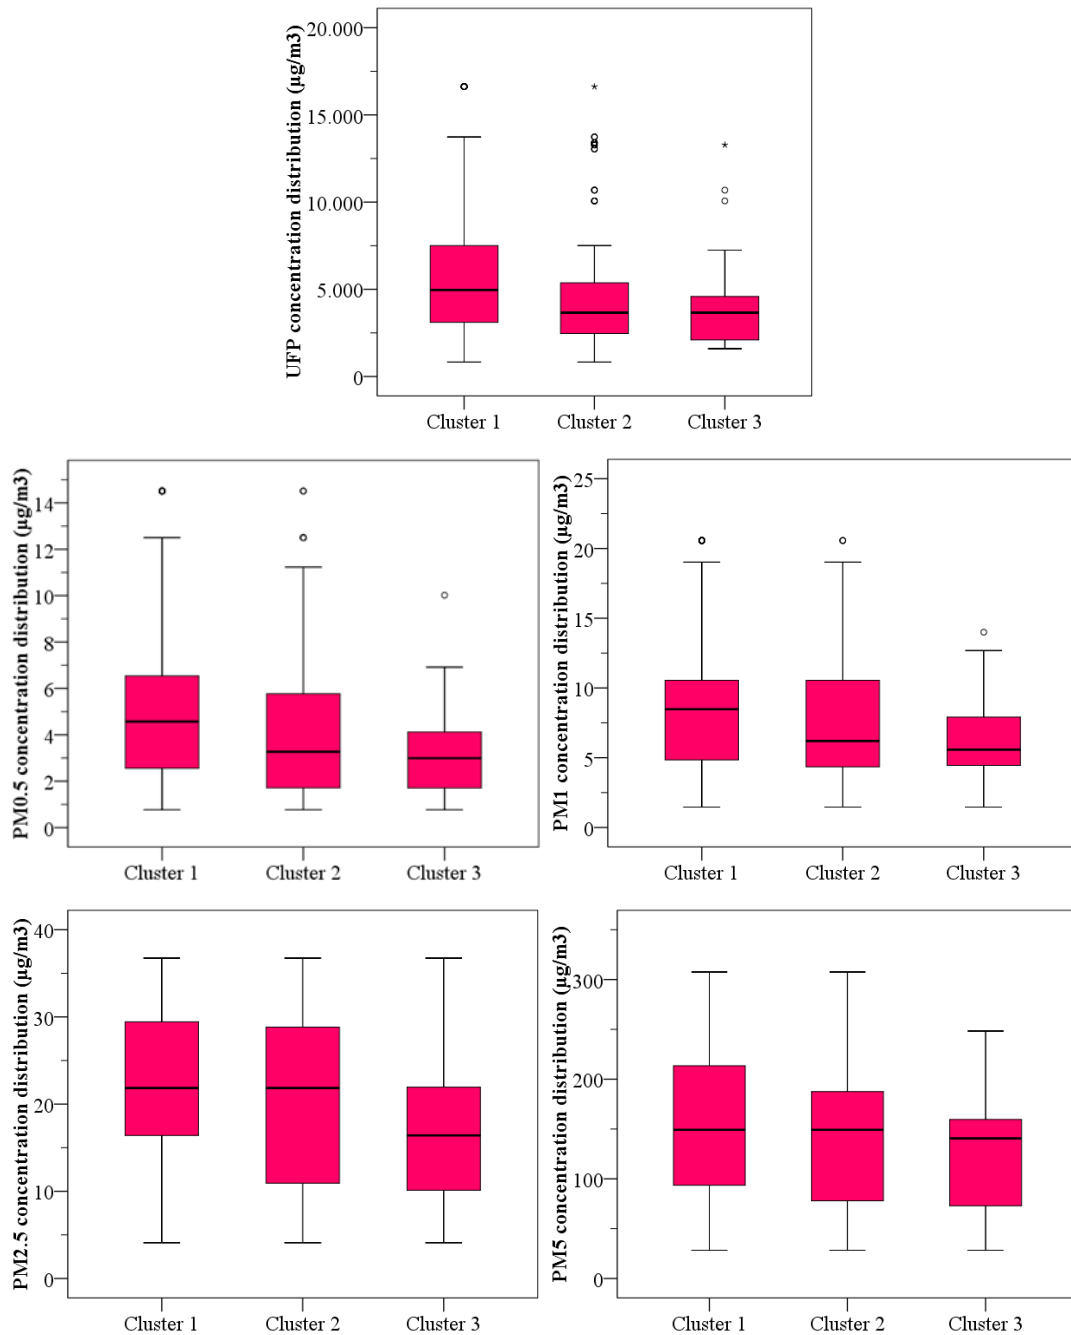 UFP concentration distribution (µg/m3)
20.000
15.000
10.000
5.000
0
Cluster 1 Cluster 2 Cluster 3
PM0.5 concentration distribution (µg/m3)
14
12
10
8
6
4
2
0
Cluster 1 Cluster 2 Cluster 3
PM1 concentration distribution (µg/m3)
25
20
15
10
5
0
Cluster 1 Cluster 2 Cluster 3
PM2.5 concentration distribution (µg/m3)
40
30
20
10
0
Cluster 1 Cluster 2 Cluster 3
PM5 concentration distribution (µg/m3)
300
200
100
0
Cluster 1 Cluster 2 Cluster 3